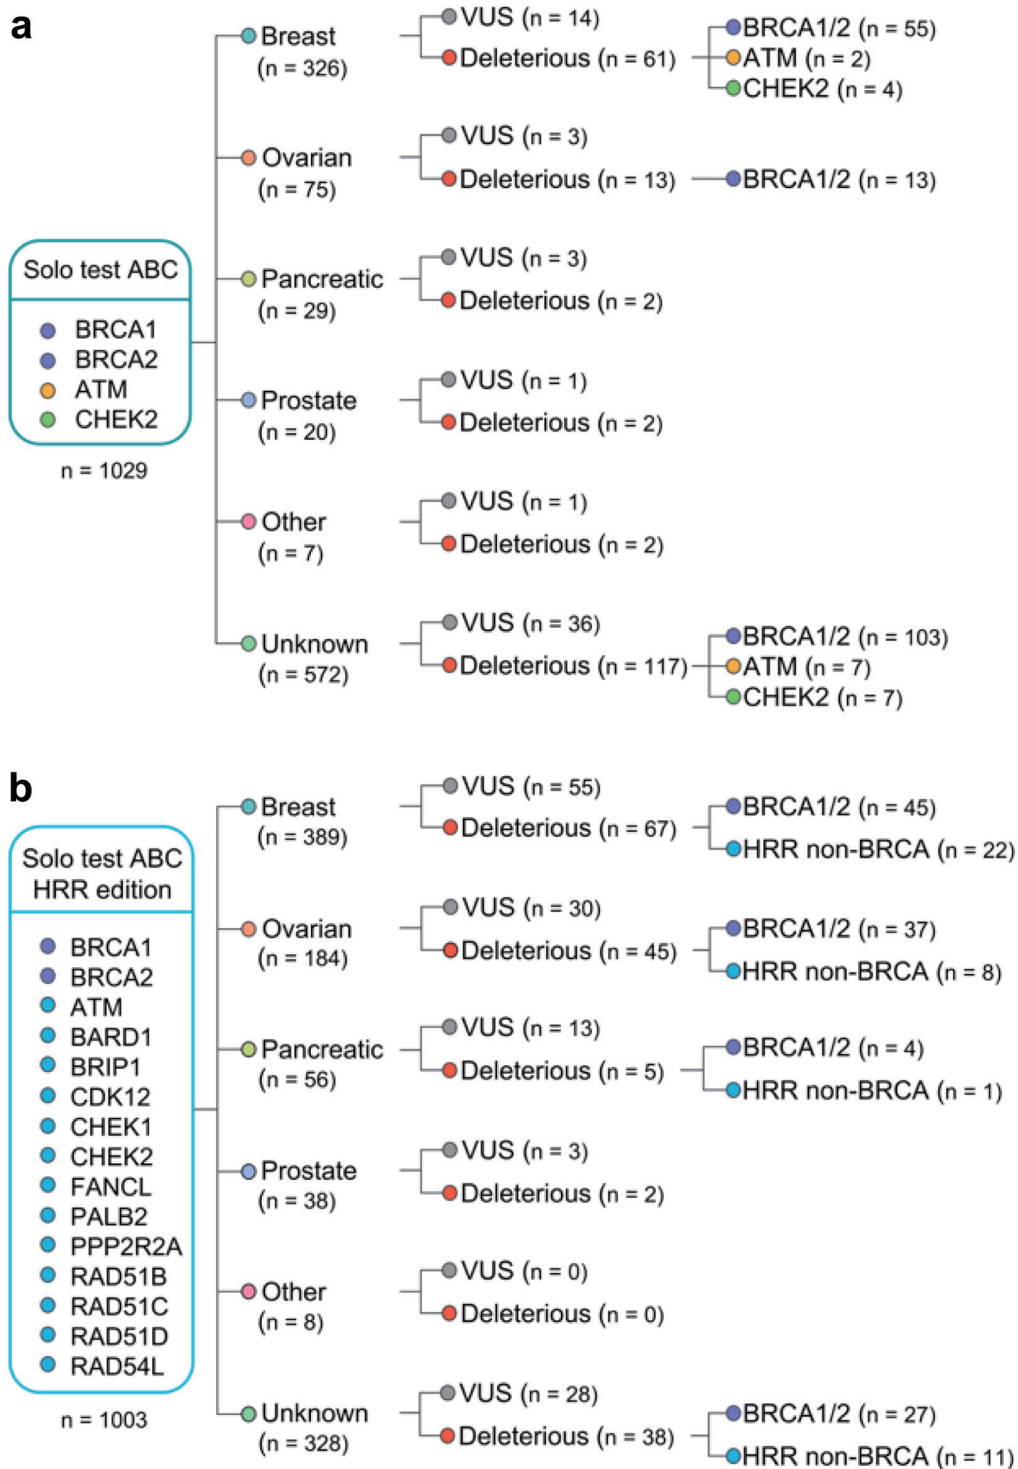 a
Solo test ABC
BRCA1
BRCA2
ATM
CHEK2
n = 1029
Breast
(n = 326)
VUS (n = 14)
Deleterious (n = 61)
BRCA1/2 (n = 55)
ATM (n = 2)
CHEK2 (n = 4)
Ovarian
(n = 75)
VUS (n = 3)
Deleterious (n = 13)
BRCA1/2 (n = 13)
Pancreatic
(n = 29)
VUS (n = 3)
Deleterious (n = 2)
Prostate
(n = 20)
VUS (n = 1)
Deleterious (n = 2)
Other
(n = 7)
VUS (n = 1)
Deleterious (n = 2)
Unknown
(n = 572)
VUS (n = 36)
Deleterious (n = 117)
BRCA1/2 (n = 103)
ATM (n = 7)
CHEK2 (n = 7)
b
Solo test ABC
HRR edition
BRCA1
BRCA2
ATM
BARD1
BRIP1
CDK12
CHEK1
CHEK2
FANCL
PALB2
PPP2R2A
RAD51B
RAD51C
RAD51D
RAD54L
n = 1003
Breast
(n = 389)
VUS (n = 55)
Deleterious (n = 67)
BRCA1/2 (n = 45)
HRR non-BRCA (n = 22)
Ovarian
(n = 184)
VUS (n = 30)
Deleterious (n = 45)
BRCA1/2 (n = 37)
HRR non-BRCA (n = 8)
Pancreatic
(n = 56)
VUS (n = 13)
Deleterious (n = 5)
BRCA1/2 (n = 4)
HRR non-BRCA (n = 1)
Prostate
(n = 38)
VUS (n = 3)
Deleterious (n = 2)
Other
(n = 8)
VUS (n = 0)
Deleterious (n = 0)
Unknown
(n = 328)
VUS (n = 28)
Deleterious (n = 38)
BRCA1/2 (n = 27)
HRR non-BRCA (n = 11)